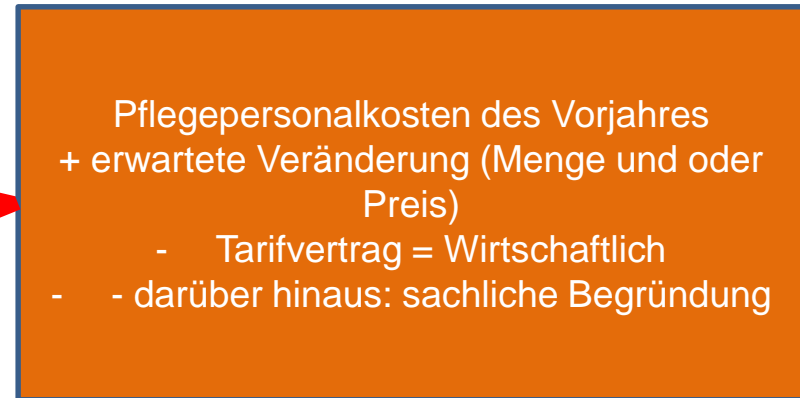 Pflegepersonalkosten des Vorjahres
+ erwartete Veränderung (Menge und oder
Preis)
- Tarifvertrag = Wirtschaftlich
- - darüber hinaus: sachliche Begründung